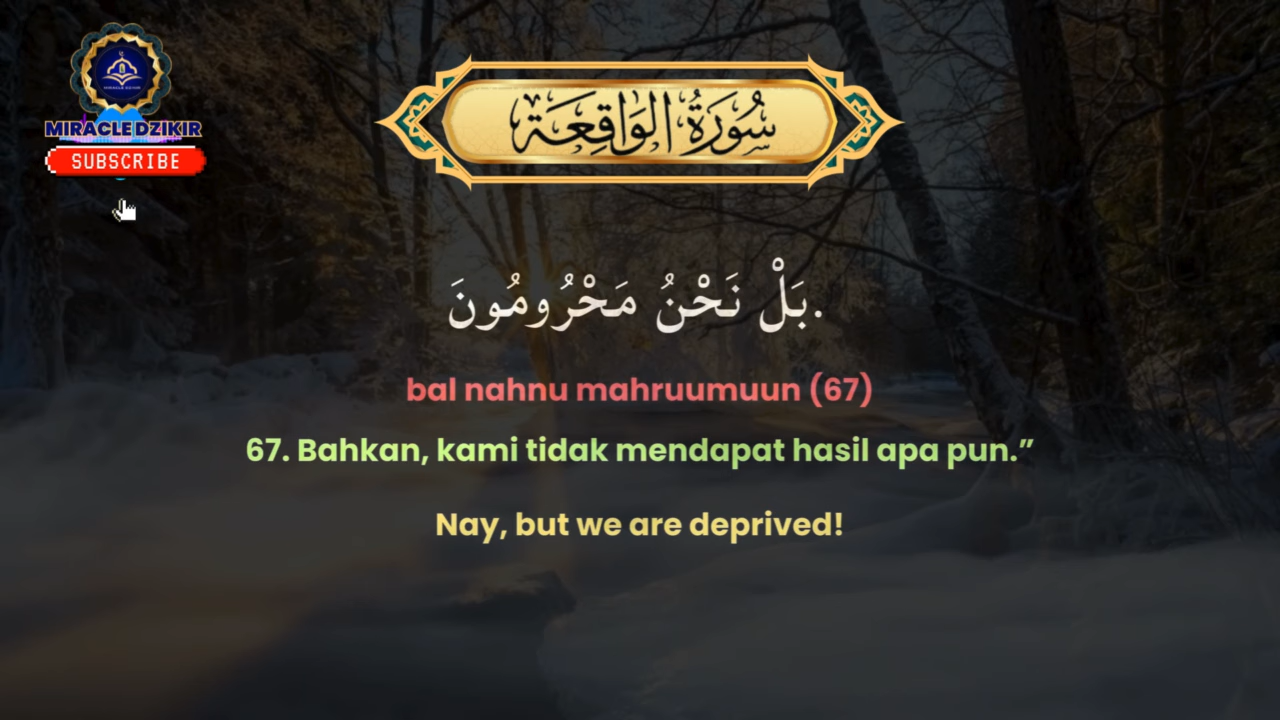 MIRACLE DZIKIR
SUBSCRIBE
سُورَةُ الوَاقِعَة
بَلْ نَحْنُ مَحْرُومُونَ.
bal nahnu mahruumuun (67)
67. Bahkan, kami tidak mendapat hasil apa pun.”
Nay, but we are deprived!